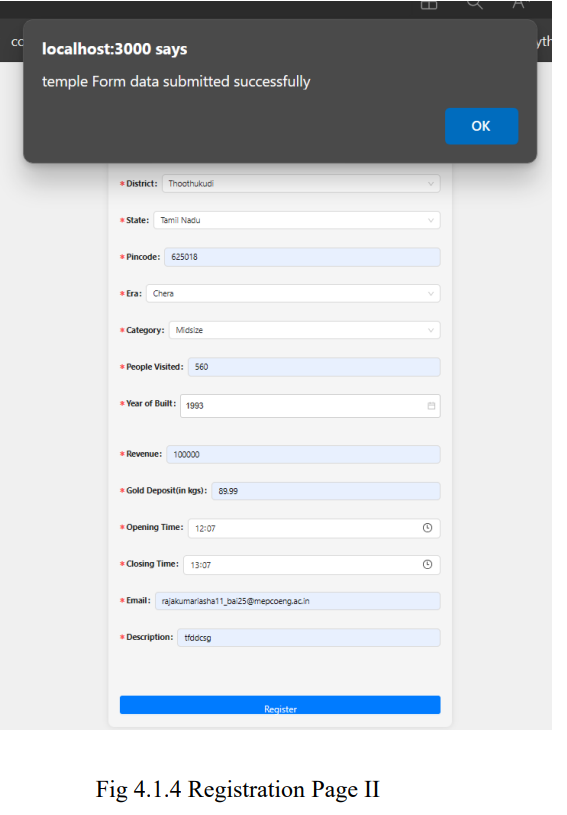 cc
localhost:3000 says
yth
temple Form data submitted successfully
OK
* District: Thoothukudi
* State: Tamil Nadu
* Pincode: 625018
* Era: Chera
* Category: Midsize
* People Visited: 560
* Year of Built: 1993
* Revenue: 100000
* Gold Deposit(in kgs): 89.99
* Opening Time: 12:07
* Closing Time: 13:07
* Email: rajakumariasha11_bai25@mepcoeng.ac.in
* Description: tfddcsg
Register
Fig 4.1.4 Registration Page II